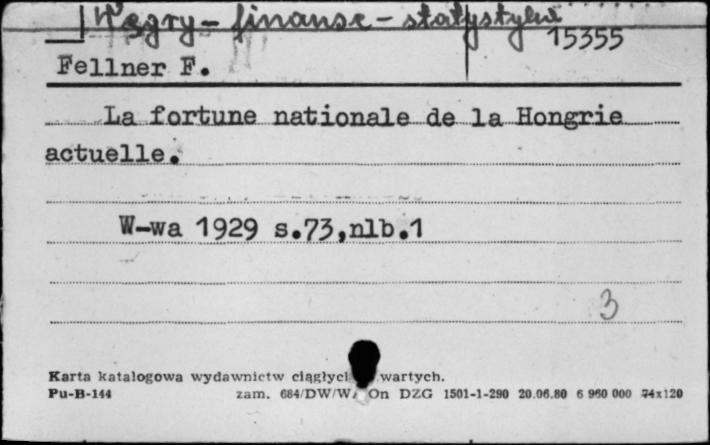 Węgry - finanse - statystyka
15355
Fellner F.
La fortune nationale de la Hongrie
actuelle.
W-wa 1929 s.73,nlb.1
3
Karta katalogowa wydawnictw ciągłyc wartych.
Pu-B-144 zam. 684/DW/W/ On DZG 1501-1-290 20.06.80 6 960 000 74x120